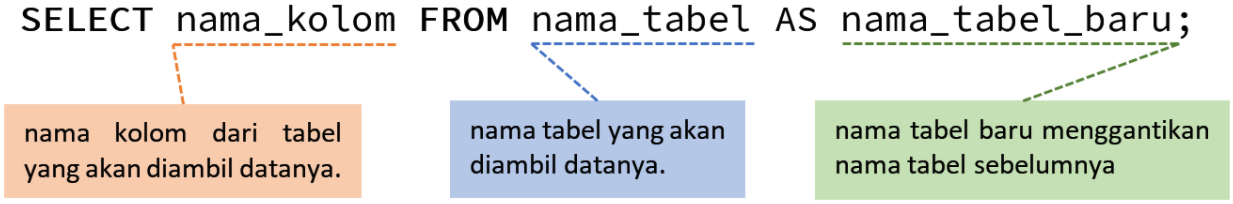 SELECT nama_kolom FROM nama_tabel AS nama_tabel_baru;
nama kolom dari tabel
yang akan diambil datanya.
nama tabel yang akan
diambil datanya.
nama tabel baru menggantikan
nama tabel sebelumnya